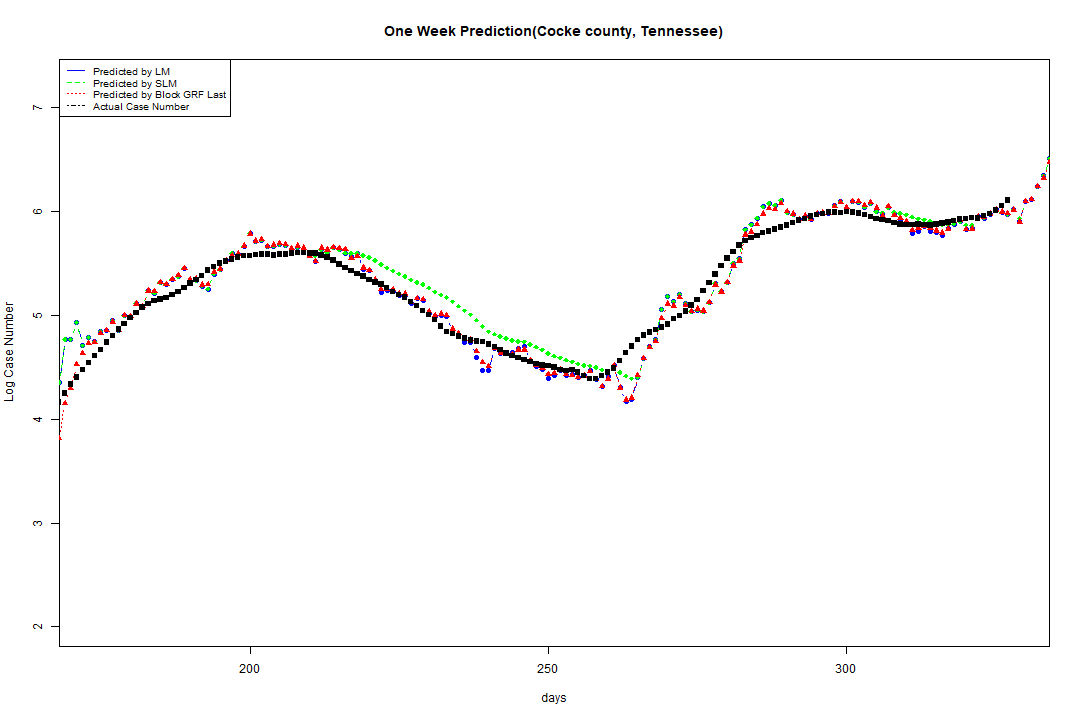 One Week Prediction(Cocke county, Tennessee)
Predicted by LM
Predicted by SLM
Predicted by Block GRF Last
Actual Case Number
7
6
5
4
3
2
Log Case Number
200
250
300
days